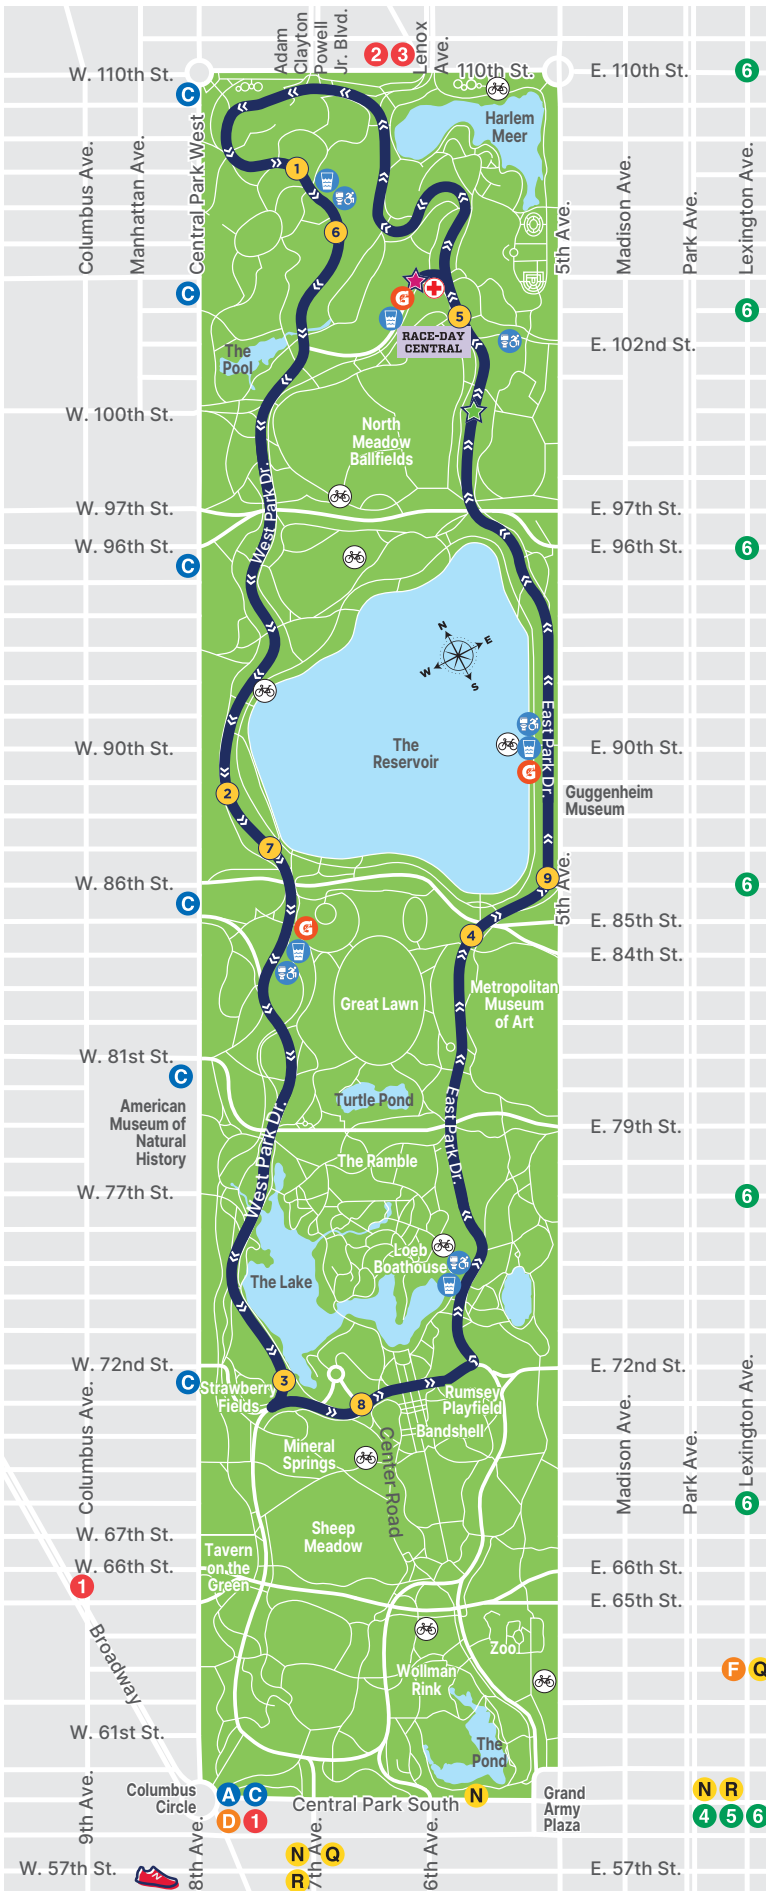 Adam
Clayton
Powell
Jr. Blvd.
2 3
Lenox
Ave.
W. 110th St.
110th St.
E. 110th St.
6
C
Harlem
Meer
Columbus Ave.
Manhattan Ave.
Central Park West
5th Ave.
Madison Ave.
Park Ave.
Lexington Ave.
1
6
C
G
5
6
RACE-DAY
CENTRAL
The
Pool
E. 102nd St.
W. 100th St.
North
Meadow
Ballfields
West Park Dr.
W. 97th St.
E. 97th St.
W. 96th St.
E. 96th St.
C
6
N
E
W
S
W. 90th St.
The
Reservoir
East Park Dr.
E. 90th St.
G
2
Guggenheim
Museum
7
W. 86th St.
9
5th Ave.
6
C
G
4
E. 85th St.
E. 84th St.
Great Lawn
Metropolitan
Museum
of Art
W. 81st St.
C
American
Museum of
Natural
History
Turtle Pond
West Park Dr.
East Park Dr.
E. 79th St.
The Ramble
W. 77th St.
6
Loeb
Boathouse
The Lake
W. 72nd St.
E. 72nd St.
C
3
Strawberry
Fields
8
Rumsey
Playfield
Bandshell
Columbus Ave.
Madison Ave.
Park Ave.
Lexington Ave.
Mineral
Springs
Center Road
6
W. 67th St.
Sheep
Meadow
Tavern
on the
Green
W. 66th St.
E. 66th St.
1
E. 65th St.
Broadway
Zoo
Wollman
Rink
F Q
W. 61st St.
The
Pond
Columbus
Circle
A C
D 1
Central Park South
N
Grand
Army
Plaza
N R
4 5 6
9th Ave.
8th Ave.
7th Ave.
6th Ave.
N Q
R
W. 57th St.
E. 57th St.